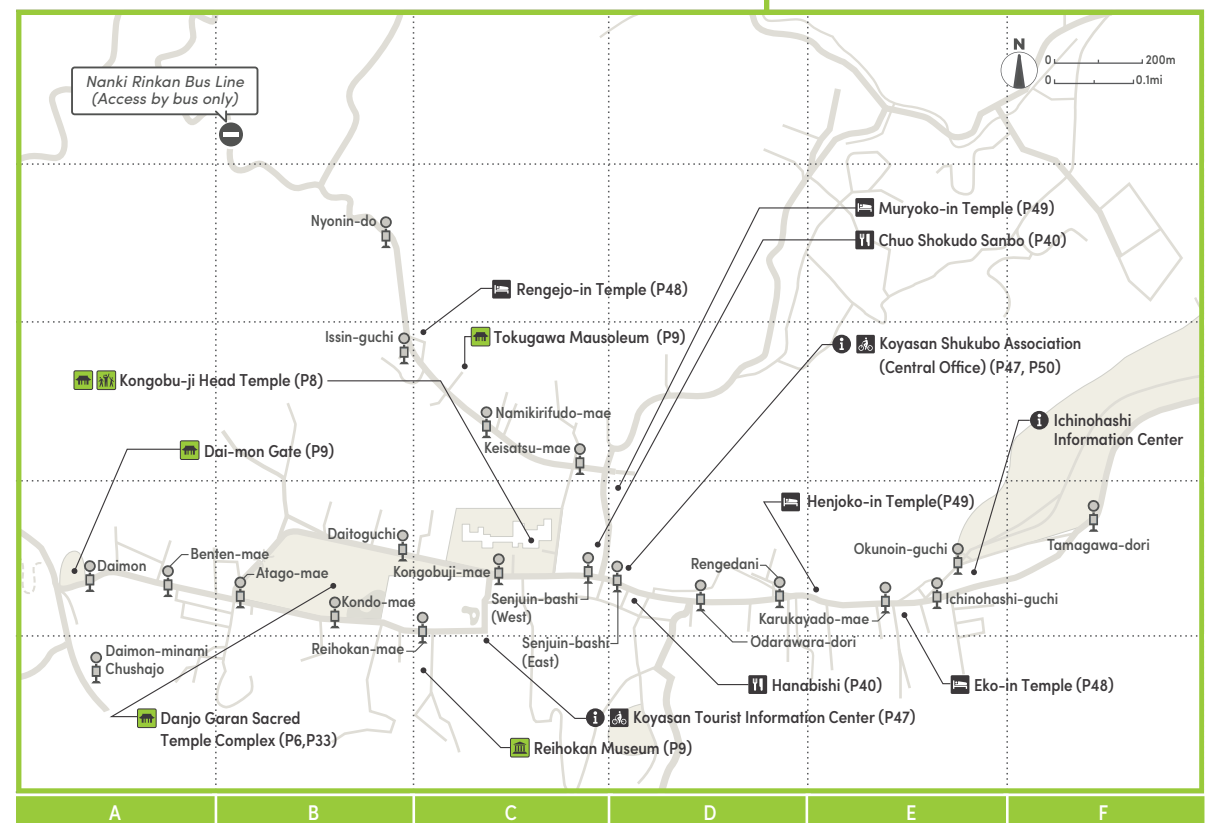 N
0 200m
0 0.1mi
Nanki Rinkan Bus Line
(Access by bus only)
Nyonin-do
Muryoko-in Temple (P49)
Chuo Shokudo Sanbo (P40)
Rengejo-in Temple (P48)
Issin-guchi
Tokugawa Mausoleum (P9)
Koyasan Shukubo Association
(Central Office) (P47, P50)
Kongobu-ji Head Temple (P8)
Namikirifudo-mae
Keisatsu-mae
Ichinohashi
Information Center
Dai-mon Gate (P9)
Henjoko-in Temple(P49)
Daitoguchi
Okunoin-guchi
Tamagawa-dori
Benten-mae
Daimon
Atago-mae
Kongobuji-mae
Rengedani
Kondo-mae
Senjuin-bashi
(West)
Karukayado-mae
Ichinohashi-guchi
Reihokan-mae
Senjuin-bashi
(East)
Odarawara-dori
Daimon-minami
Chushajo
Hanabishi (P40)
Eko-in Temple (P48)
Danjo Garan Sacred
Temple Complex (P6,P33)
Koyasan Tourist Information Center (P47)
Reihokan Museum (P9)
A B C D E F